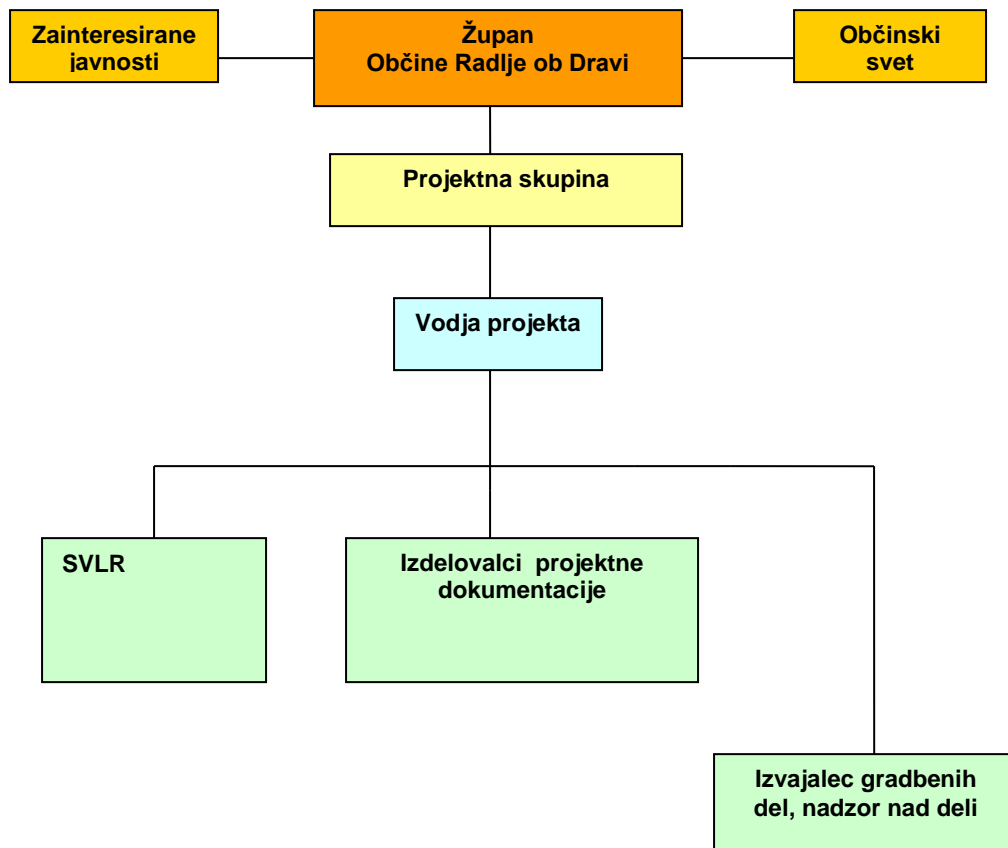 Zainteresirane
javnosti
Župan
Občine Radlje ob Dravi
Občinski
svet
Projektna skupina
Vodja projekta
SVLR
Izdelovalci projektne
dokumentacije
Izvajalec gradbenih
del, nadzor nad deli